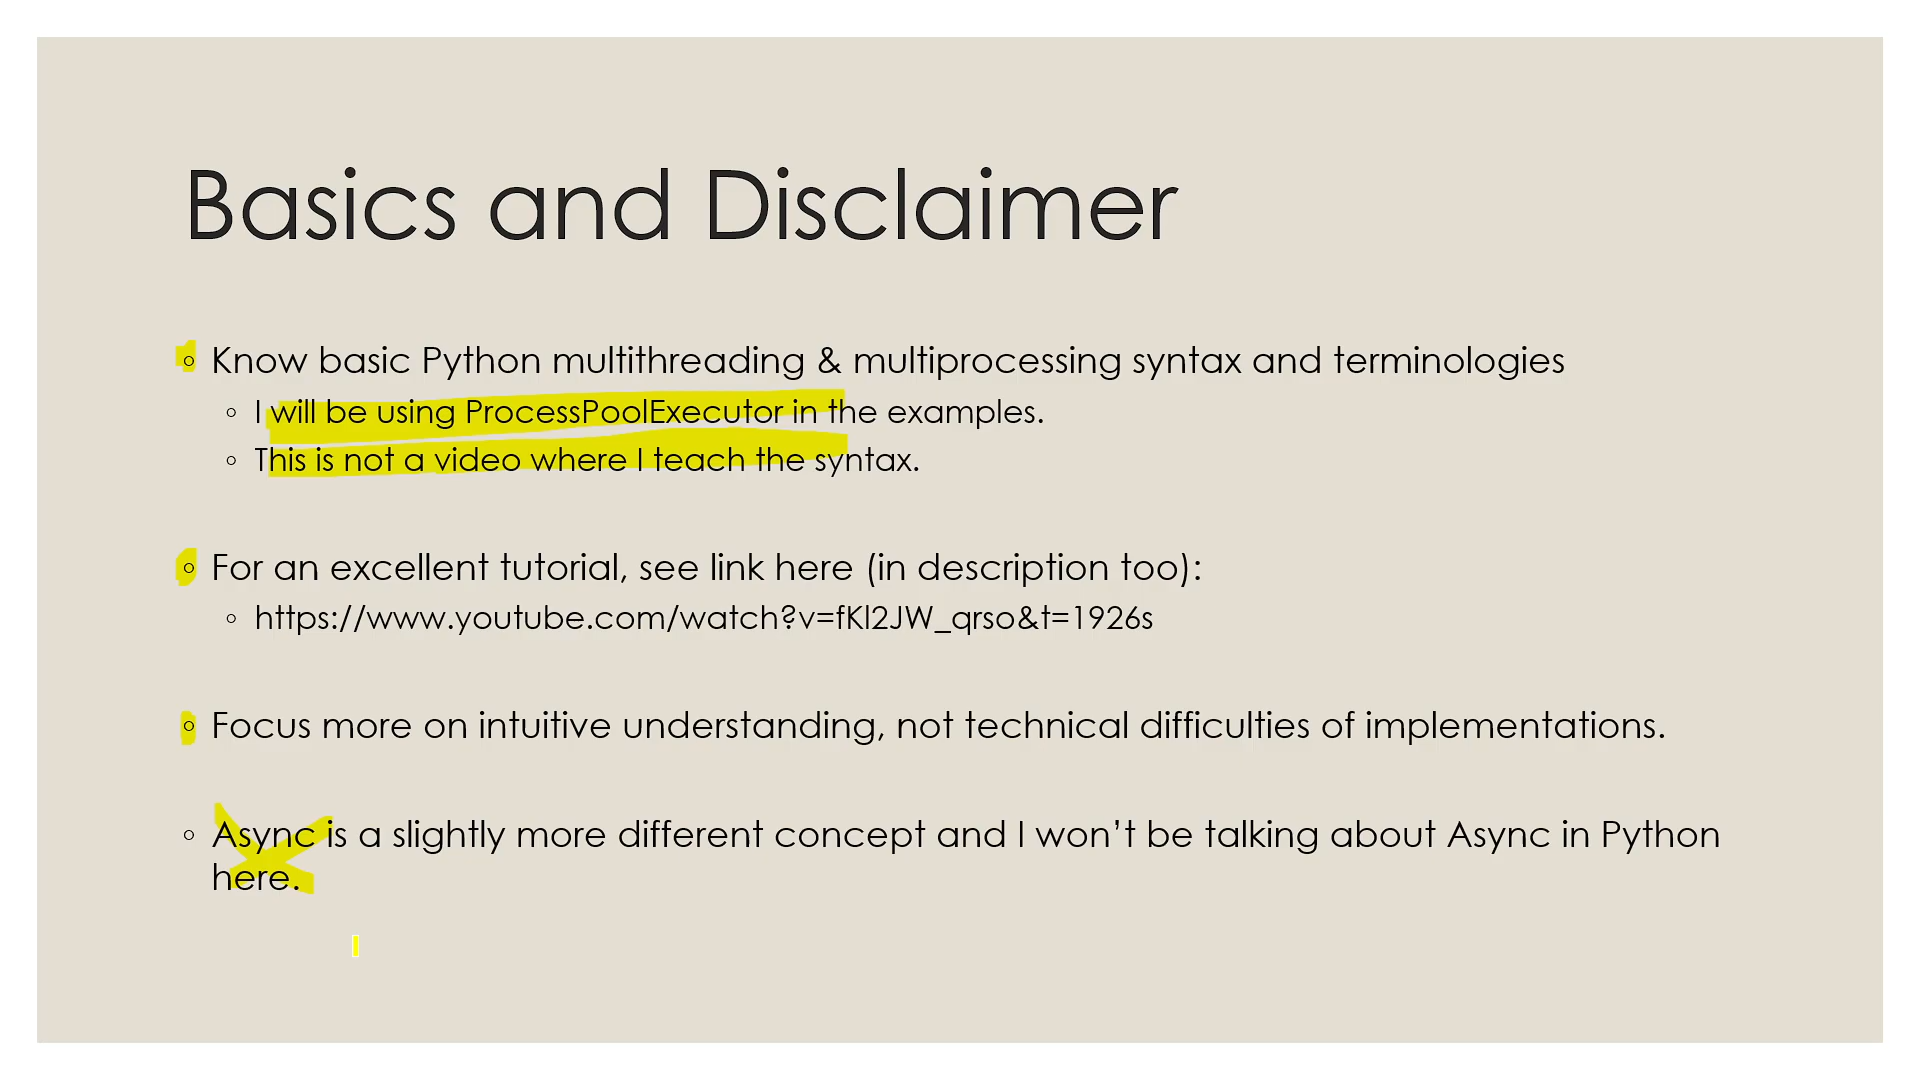 Basics and Disclaimer
◦ Know basic Python multithreading & multiprocessing syntax and terminologies
◦ I will be using ProcessPoolExecutor in the examples.
◦ This is not a video where I teach the syntax.
◦ For an excellent tutorial, see link here (in description too):
◦ https://www.youtube.com/watch?v=fKl2JW_qrso&t=1926s
◦ Focus more on intuitive understanding, not technical difficulties of implementations.
◦ Async is a slightly more different concept and I won’t be talking about Async in Python
here.